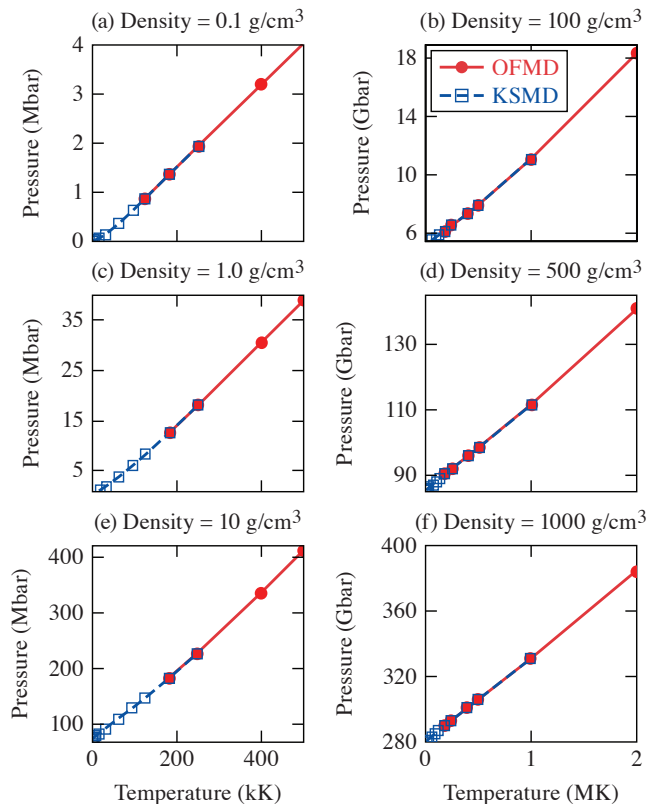 (a) Density = 0.1 g/cm³
Pressure (Mbar)
4
3
2
1
0
0
200
400
(b) Density = 100 g/cm³
Pressure (Gbar)
18
14
10
6
OFMD
KSMD
(c) Density = 1.0 g/cm³
Pressure (Mbar)
35
25
15
5
(d) Density = 500 g/cm³
Pressure (Gbar)
130
110
90
(e) Density = 10 g/cm³
Pressure (Mbar)
400
300
200
100
0
200
400
Temperature (kK)
(f) Density = 1000 g/cm³
Pressure (Gbar)
400
360
320
280
0
1
2
Temperature (MK)